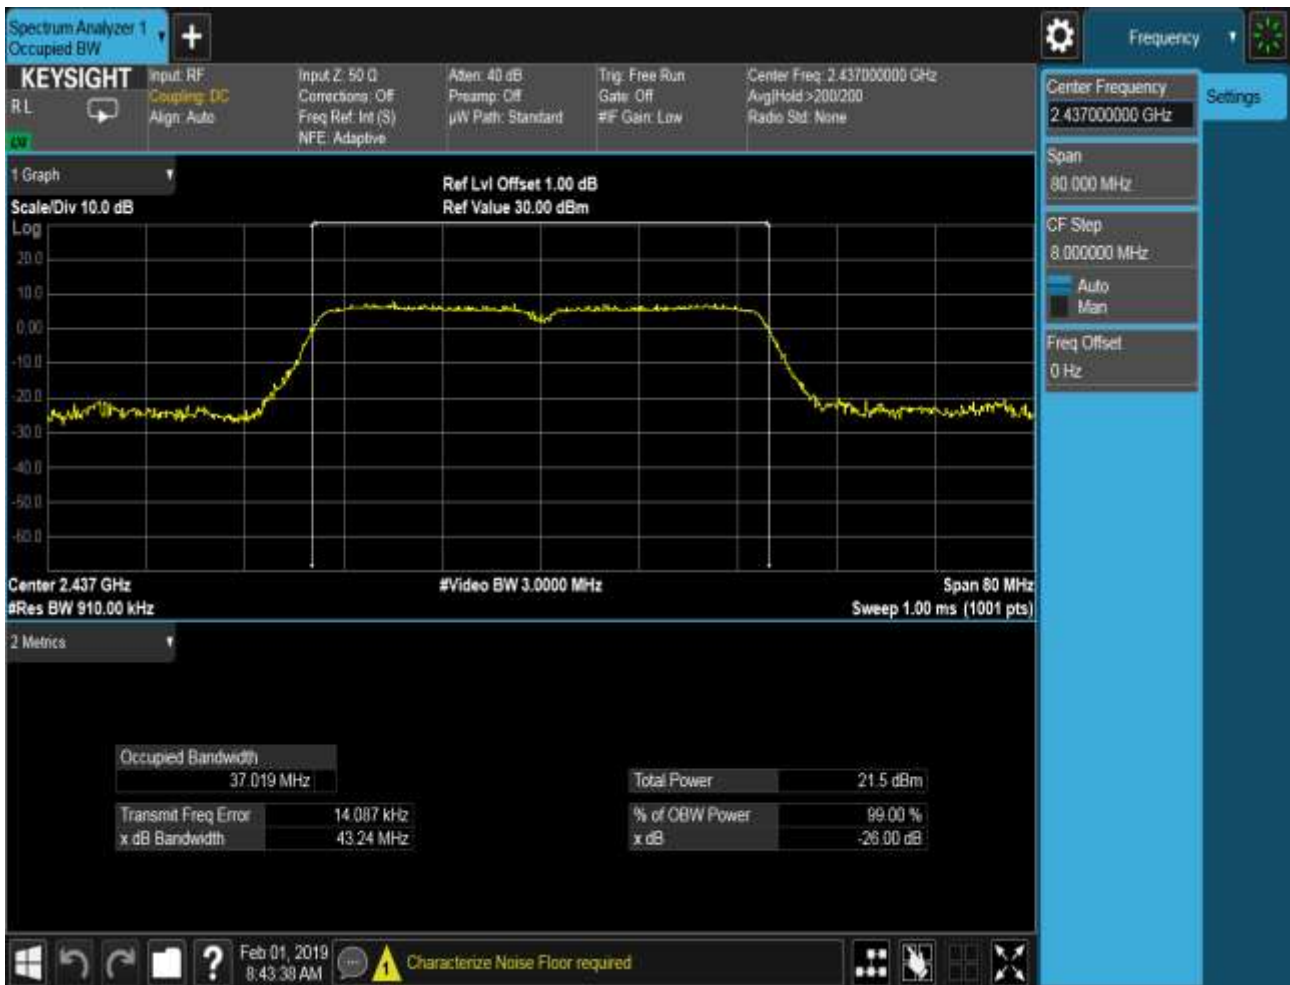 Spectrum Analyzer 1
Occupied BW
Frequency
KEYSIGHT
R L
Input: RF
Coupling: DC
Align: Auto
Input Z: 50 Ω
Corrections: Off
Freq Ref: Int (S)
NFE: Adaptive
Atten: 40 dB
Preamp: Off
µW Path: Standard
Trig: Free Run
Gate: Off
#IF Gain: Low
Center Freq: 2.437000000 GHz
Avg|Hold >200/200
Radio Std: None
Center Frequency
2.437000000 GHz
Settings
Span
80.000 MHz
CF Step
8.000000 MHz
Auto
Man
Freq Offset
0 Hz
1 Graph
Scale/Div 10.0 dB
Ref Lvl Offset 1.00 dB
Ref Value 30.00 dBm
Log
20.0
10.0
0.00
-10.0
-20.0
-30.0
-40.0
-50.0
-60.0
Center 2.437 GHz
#Video BW 3.0000 MHz
Span 80 MHz
#Res BW 910.00 kHz
Sweep 1.00 ms (1001 pts)
2 Metrics
Occupied Bandwidth
37.019 MHz
Total Power 21.5 dBm
Transmit Freq Error 14.087 kHz
% of OBW Power 99.00 %
x dB Bandwidth 43.24 MHz
x dB -26.00 dB
?
Feb 01, 2019
8:43:38 AM
1
Characterize Noise Floor required